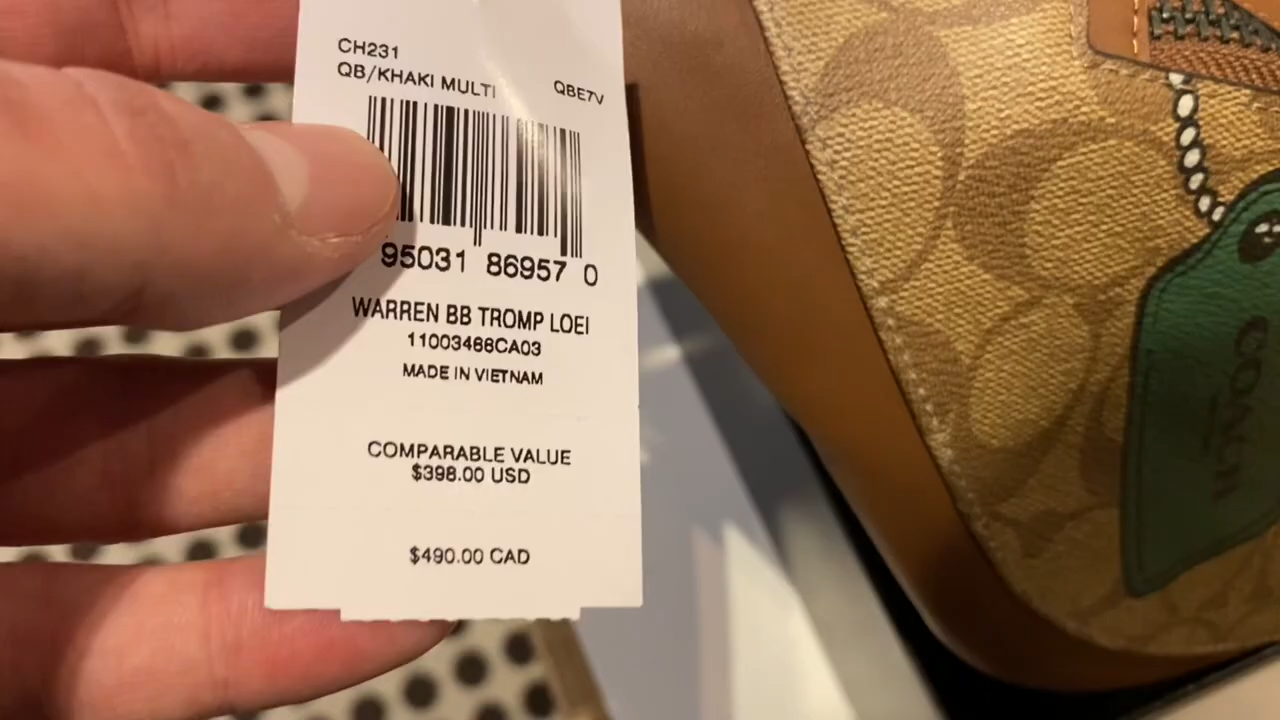 CH231
QB/KHAKI MULTI QBE7V
95031 86957 0
WARREN BB TROMP LOEI
11003466CA03
MADE IN VIETNAM
COMPARABLE VALUE
$398.00 USD
$490.00 CAD
COACH